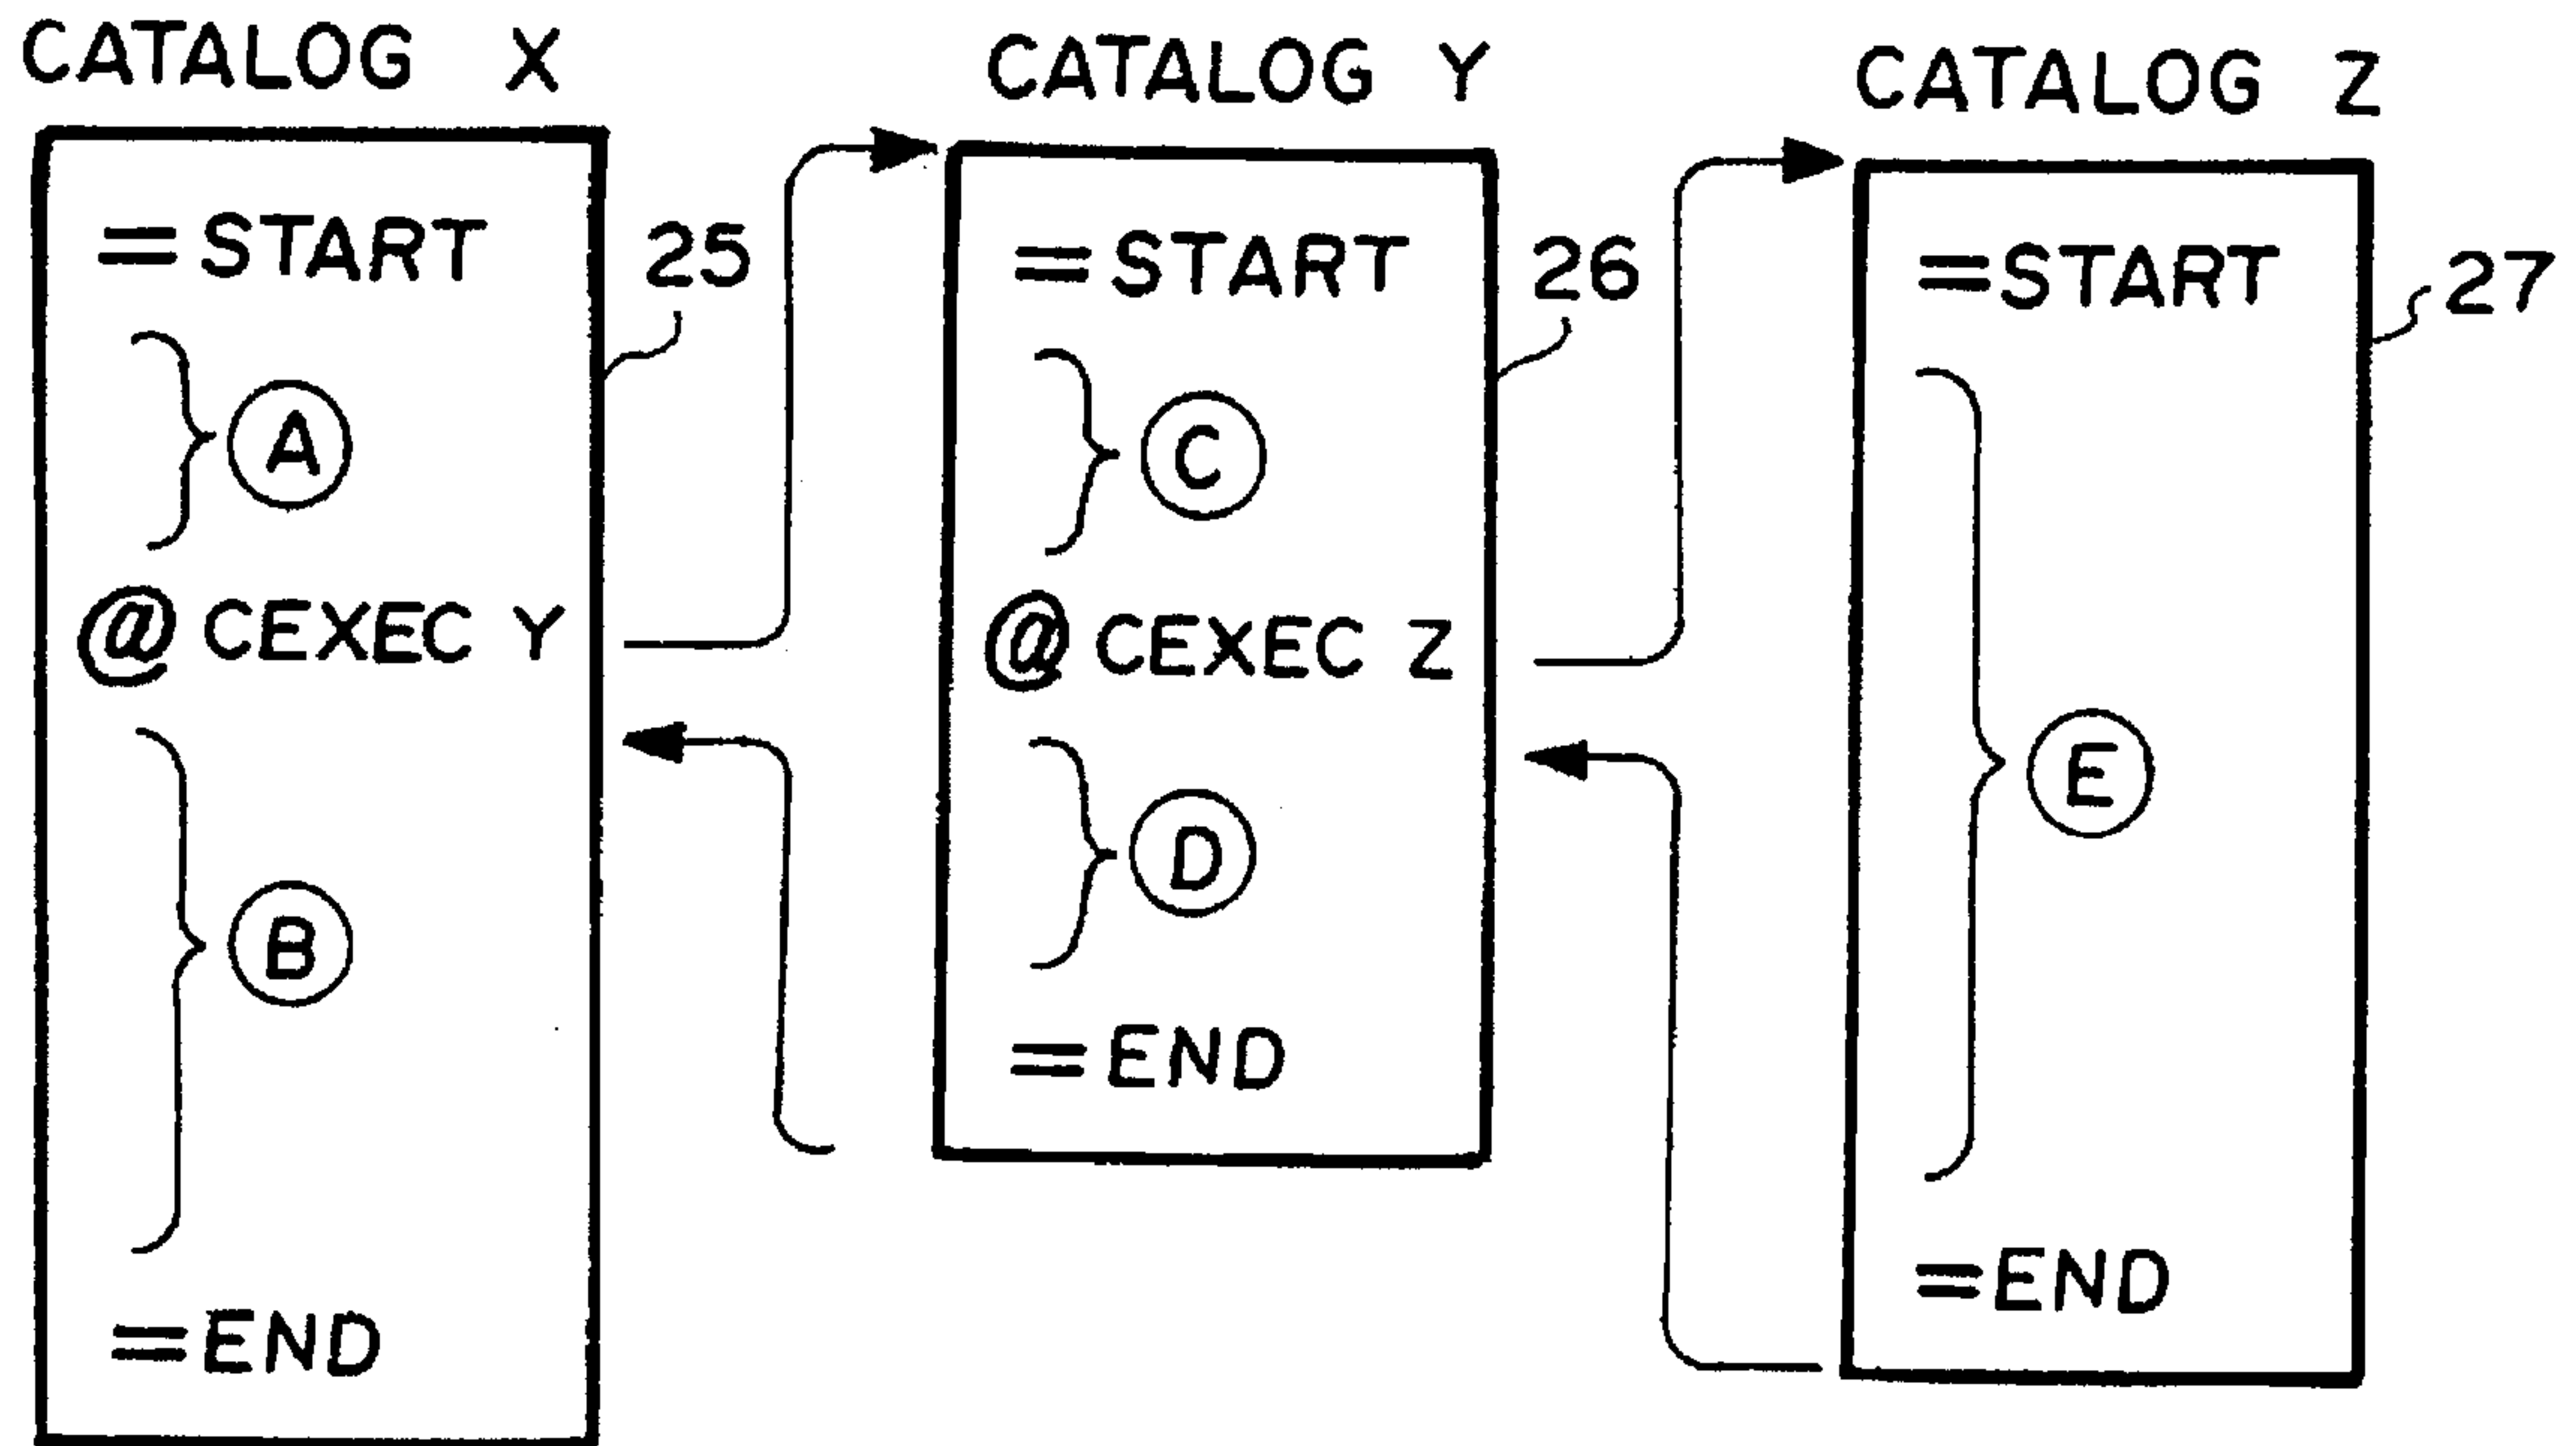 CATALOG X
=START
A
@ CEXEC Y
B
=END
25
CATALOG Y
=START
C
@ CEXEC Z
D
=END
26
CATALOG Z
=START
E
=END
27